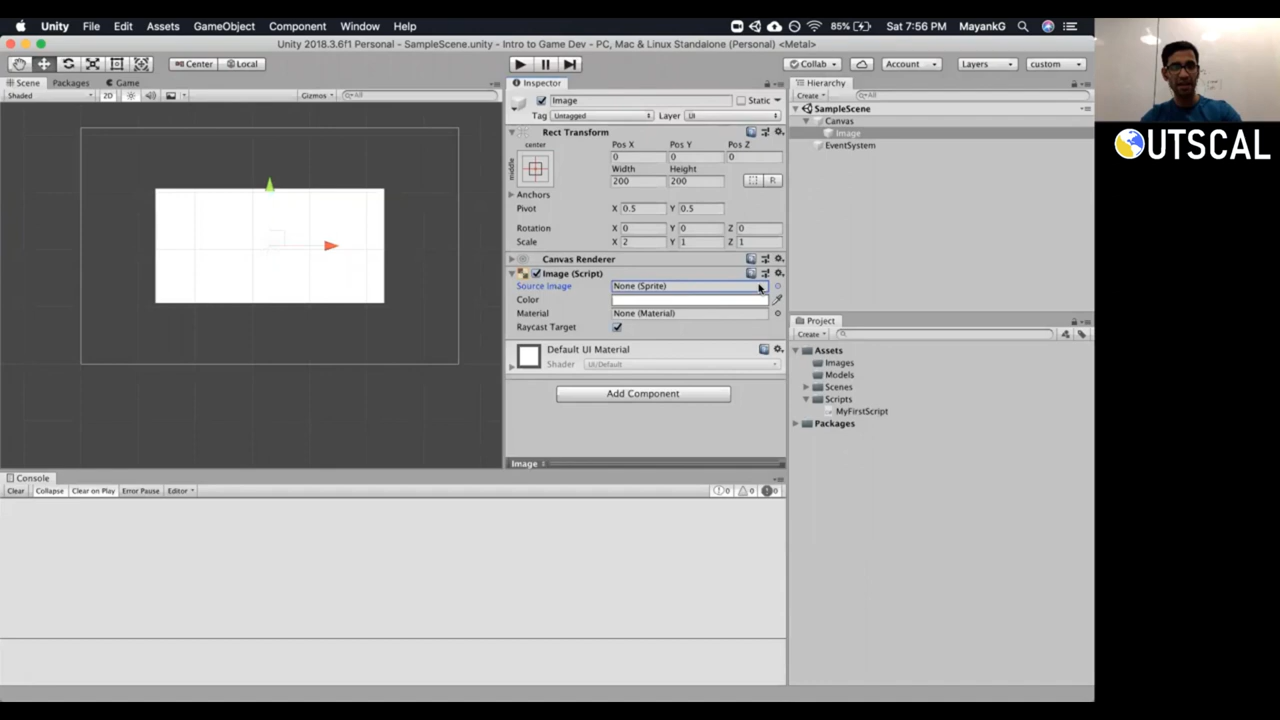 Unity File Edit Assets GameObject Component Window Help 85% Sat 7:56 PM MayankG
Unity 2018.3.6f1 Personal - SampleScene.unity - Intro to Game Dev - PC, Mac & Linux Standalone (Personal) <Metal>
Center Local Collab Account Layers custom
Scene Packages Game
Shaded 2D Gizmos All
Inspector
Image Static
Tag Untagged Layer UI
Rect Transform
center Pos X Pos Y Pos Z
middle 0 0 0
Width Height
200 200 R
Anchors
Pivot X 0.5 Y 0.5
Rotation X 0 Y 0 Z 0
Scale X 2 Y 1 Z 1
Canvas Renderer
Image (Script)
Source Image None (Sprite)
Color
Material None (Material)
Raycast Target
Default UI Material
Shader UI/Default
Add Component
Image
Hierarchy
Create All
SampleScene
Canvas
Image
EventSystem
Project
Create
Assets
Images
Models
Scenes
Scripts
MyFirstScript
Packages
Console
Clear Collapse Clear on Play Error Pause Editor 0 0 0
OUTSCAL